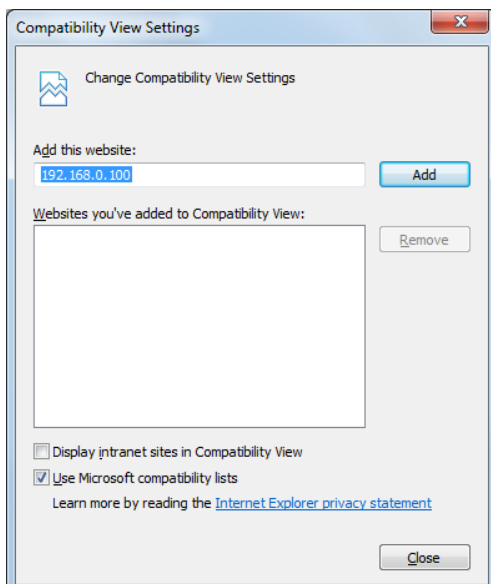 Compatibility View Settings
Change Compatibility View Settings
Add this website:
192.168.0.100
Add
Websites you've added to Compatibility View:
Remove
Display intranet sites in Compatibility View
Use Microsoft compatibility lists
Learn more by reading the Internet Explorer privacy statement
Close